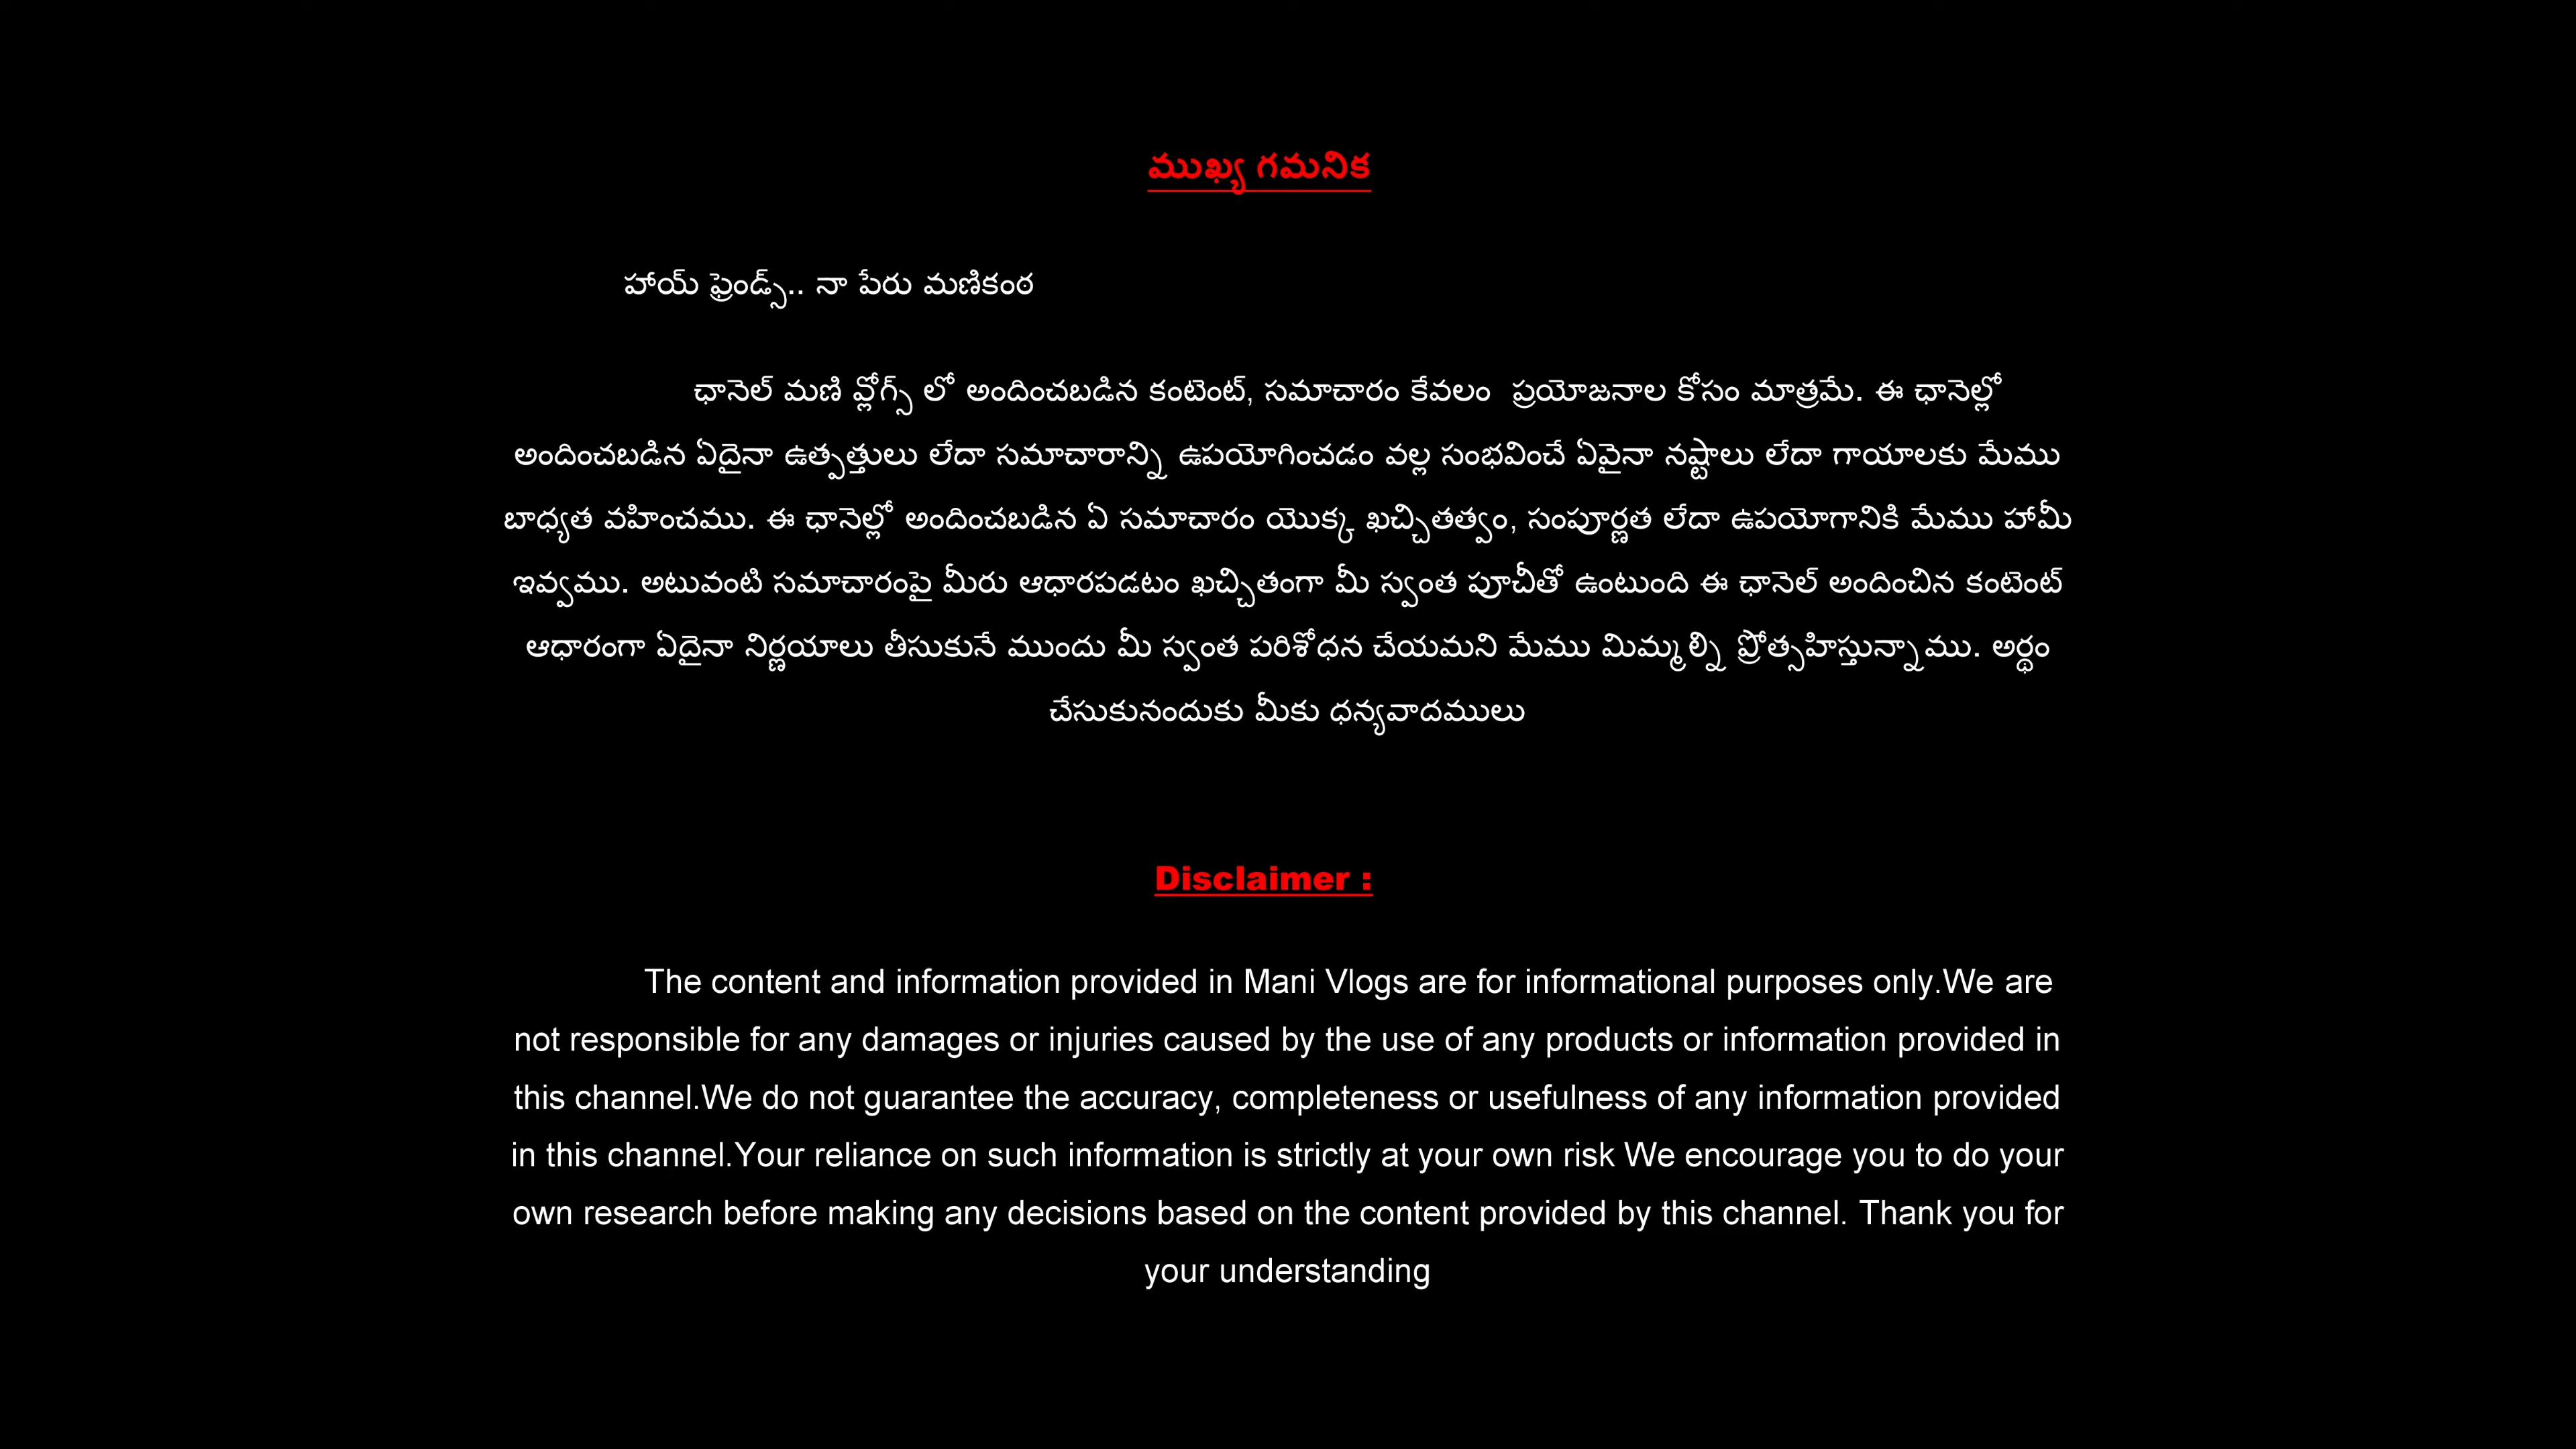 ముఖ్య గమనిక
హాయ్ ఫ్రెండ్స్.. నా పేరు మణికంఠ
ఛానెల్ మణి వ్లోగ్స్ లో అందించబడిన కంటెంట్, సమాచారం కేవలం ప్రయోజనాల కోసం మాత్రమే. ఈ ఛానెల్లో
అందించబడిన ఏదైనా ఉత్పత్తులు లేదా సమాచారాన్ని ఉపయోగించడం వల్ల సంభవించే ఏవైనా నష్టాలు లేదా గాయాలకు మేము
బాధ్యత వహించము. ఈ ఛానెల్లో అందించబడిన ఏ సమాచారం యొక్క ఖచ్చితత్వం, సంపూర్ణత లేదా ఉపయోగానికి మేము హామీ
ఇవ్వము. అటువంటి సమాచారంపై మీరు ఆధారపడటం ఖచ్చితంగా మీ స్వంత పూచీతో ఉంటుంది ఈ ఛానెల్ అందించిన కంటెంట్
ఆధారంగా ఏదైనా నిర్ణయాలు తీసుకునే ముందు మీ స్వంత పరిశోధన చేయమని మేము మిమ్మల్ని ప్రోత్సహిస్తున్నాము. అర్థం
చేసుకునందుకు మీకు ధన్యవాదములు
Disclaimer :
The content and information provided in Mani Vlogs are for informational purposes only.We are
not responsible for any damages or injuries caused by the use of any products or information provided in
this channel.We do not guarantee the accuracy, completeness or usefulness of any information provided
in this channel.Your reliance on such information is strictly at your own risk We encourage you to do your
own research before making any decisions based on the content provided by this channel. Thank you for
your understanding